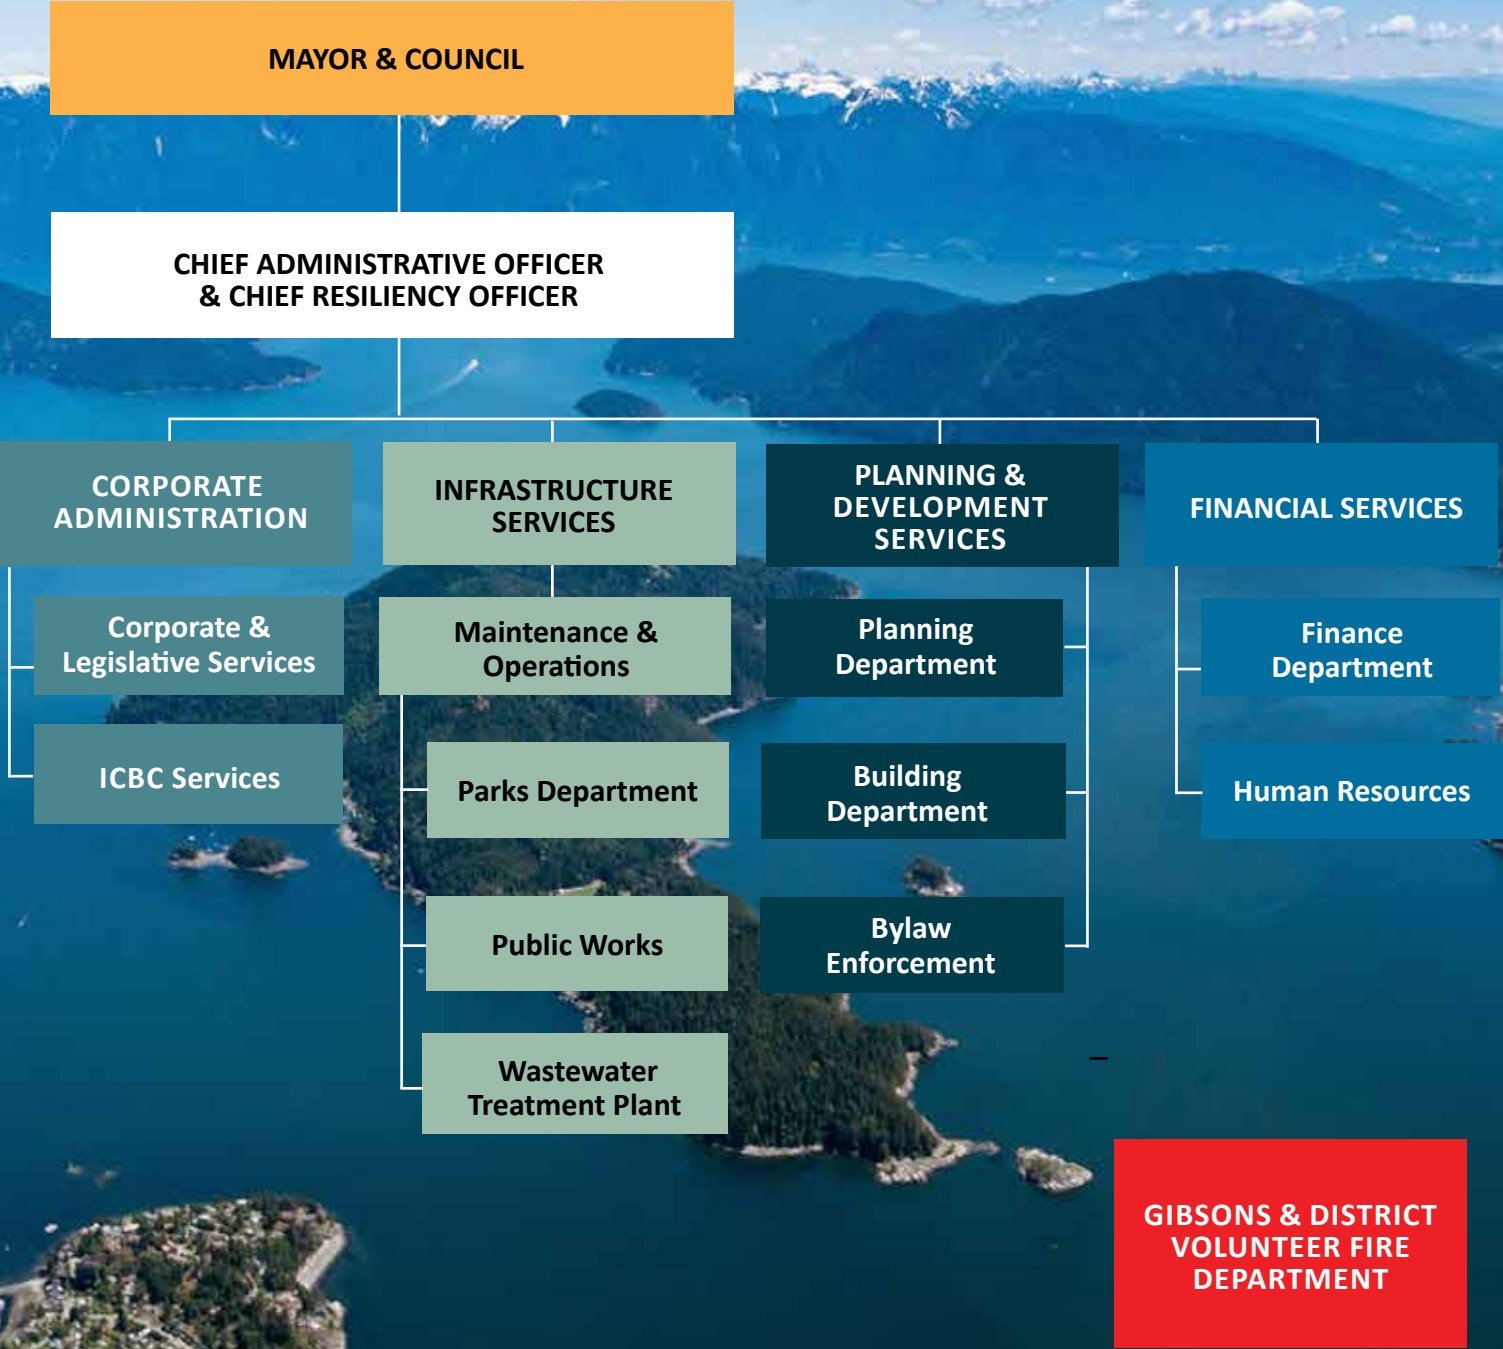 MAYOR & COUNCIL
CHIEF ADMINISTRATIVE OFFICER
& CHIEF RESILIENCY OFFICER
CORPORATE
ADMINISTRATION
Corporate &
Legislative Services
ICBC Services
INFRASTRUCTURE
SERVICES
Maintenance &
Operations
Parks Department
Public Works
Wastewater
Treatment Plant
PLANNING &
DEVELOPMENT
SERVICES
Planning
Department
Building
Department
Bylaw
Enforcement
FINANCIAL SERVICES
Finance
Department
Human Resources
GIBSONS & DISTRICT
VOLUNTEER FIRE
DEPARTMENT